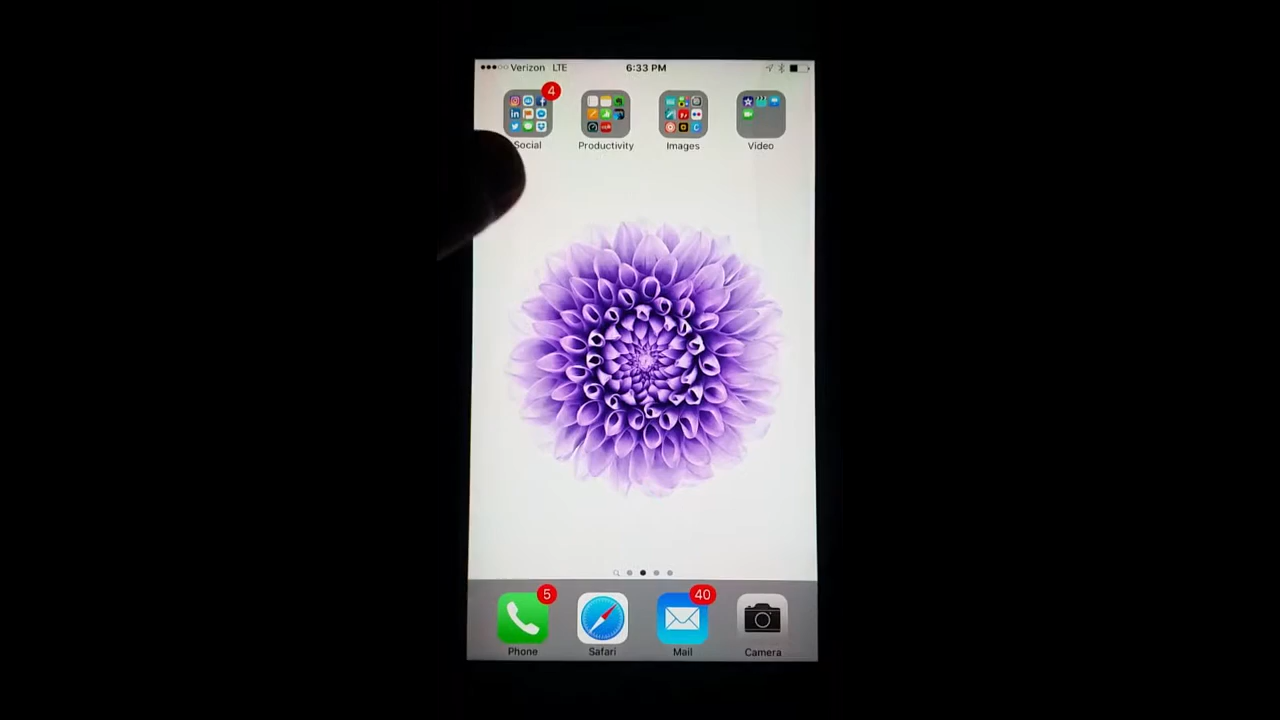 Verizon LTE 6:33 PM
4
Social Productivity Images Video
5 40
Phone Safari Mail Camera